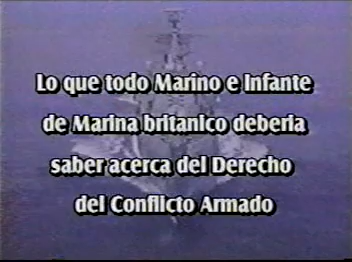 Lo que todo Marino e Infante
de Marina britanico deberia
saber acerca del Derecho
del Conflicto Armado